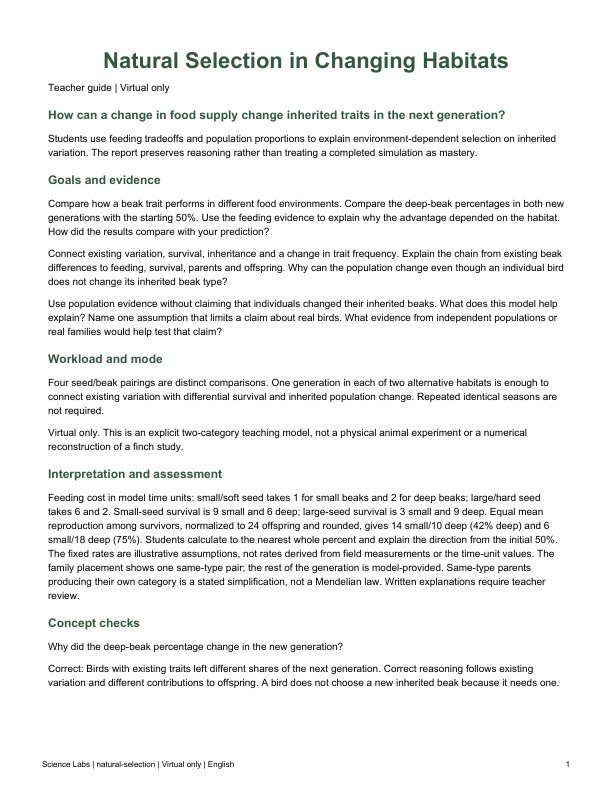 Natural Selection in Changing Habitats
Teacher guide | Virtual only
How can a change in food supply change inherited traits in the next generation?
Students use feeding tradeoffs and population proportions to explain environment-dependent selection on inherited
variation. The report preserves reasoning rather than treating a completed simulation as mastery.
Goals and evidence
Compare how a beak trait performs in different food environments. Compare the deep-beak percentages in both new
generations with the starting 50%. Use the feeding evidence to explain why the advantage depended on the habitat.
How did the results compare with your prediction?
Connect existing variation, survival, inheritance and a change in trait frequency. Explain the chain from existing beak
differences to feeding, survival, parents and offspring. Why can the population change even though an individual bird
does not change its inherited beak type?
Use population evidence without claiming that individuals changed their inherited beaks. What does this model help
explain? Name one assumption that limits a claim about real birds. What evidence from independent populations or
real families would help test that claim?
Workload and mode
Four seed/beak pairings are distinct comparisons. One generation in each of two alternative habitats is enough to
connect existing variation with differential survival and inherited population change. Repeated identical seasons are
not required.
Virtual only. This is an explicit two-category teaching model, not a physical animal experiment or a numerical
reconstruction of a finch study.
Interpretation and assessment
Feeding cost in model time units: small/soft seed takes 1 for small beaks and 2 for deep beaks; large/hard seed
takes 6 and 2. Small-seed survival is 9 small and 6 deep; large-seed survival is 3 small and 9 deep. Equal mean
reproduction among survivors, normalized to 24 offspring and rounded, gives 14 small/10 deep (42% deep) and 6
small/18 deep (75%). Students calculate to the nearest whole percent and explain the direction from the initial 50%.
The fixed rates are illustrative assumptions, not rates derived from field measurements or the time-unit values. The
family placement shows one same-type pair; the rest of the generation is model-provided. Same-type parents
producing their own category is a stated simplification, not a Mendelian law. Written explanations require teacher
review.
Concept checks
Why did the deep-beak percentage change in the new generation?
Correct: Birds with existing traits left different shares of the next generation. Correct reasoning follows existing
variation and different contributions to offspring. A bird does not choose a new inherited beak because it needs one.
Science Labs | natural-selection | Virtual only | English
1